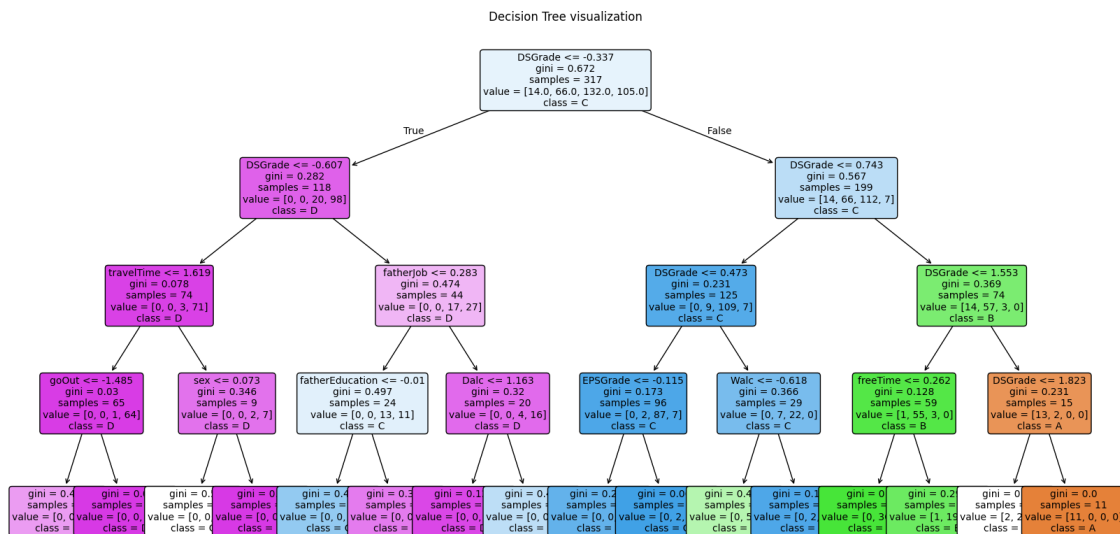 Decision Tree visualization
DSGrade <= -0.337
gini = 0.672
samples = 317
value = [14.0, 66.0, 132.0, 105.0]
class = C
True
False
DSGrade <= -0.607
gini = 0.282
samples = 118
value = [0, 0, 20, 98]
class = D
DSGrade <= 0.743
gini = 0.567
samples = 199
value = [14, 66, 112, 7]
class = C
travelTime <= 1.619
gini = 0.078
samples = 74
value = [0, 0, 3, 71]
class = D
fatherJob <= 0.283
gini = 0.474
samples = 44
value = [0, 0, 17, 27]
class = D
DSGrade <= 0.473
gini = 0.231
samples = 125
value = [0, 9, 109, 7]
class = C
DSGrade <= 1.553
gini = 0.369
samples = 74
value = [14, 57, 3, 0]
class = B
goOut <= -1.485
gini = 0.03
samples = 65
value = [0, 0, 1, 64]
class = D
sex <= 0.073
gini = 0.346
samples = 9
value = [0, 0, 2, 7]
class = D
fatherEducation <= -0.01
gini = 0.497
samples = 24
value = [0, 0, 13, 11]
class = C
Dalc <= 1.163
gini = 0.32
samples = 20
value = [0, 0, 4, 16]
class = D
EPSGrade <= -0.115
gini = 0.173
samples = 96
value = [0, 2, 87, 7]
class = C
Walc <= -0.618
gini = 0.366
samples = 29
value = [0, 7, 22, 0]
class = C
freeTime <= 0.262
gini = 0.128
samples = 59
value = [1, 55, 3, 0]
class = B
DSGrade <= 1.823
gini = 0.231
samples = 15
value = [13, 2, 0, 0]
class = A
gini = 0.0
samples = 11
value = [11, 0, 0, 0]
class = A